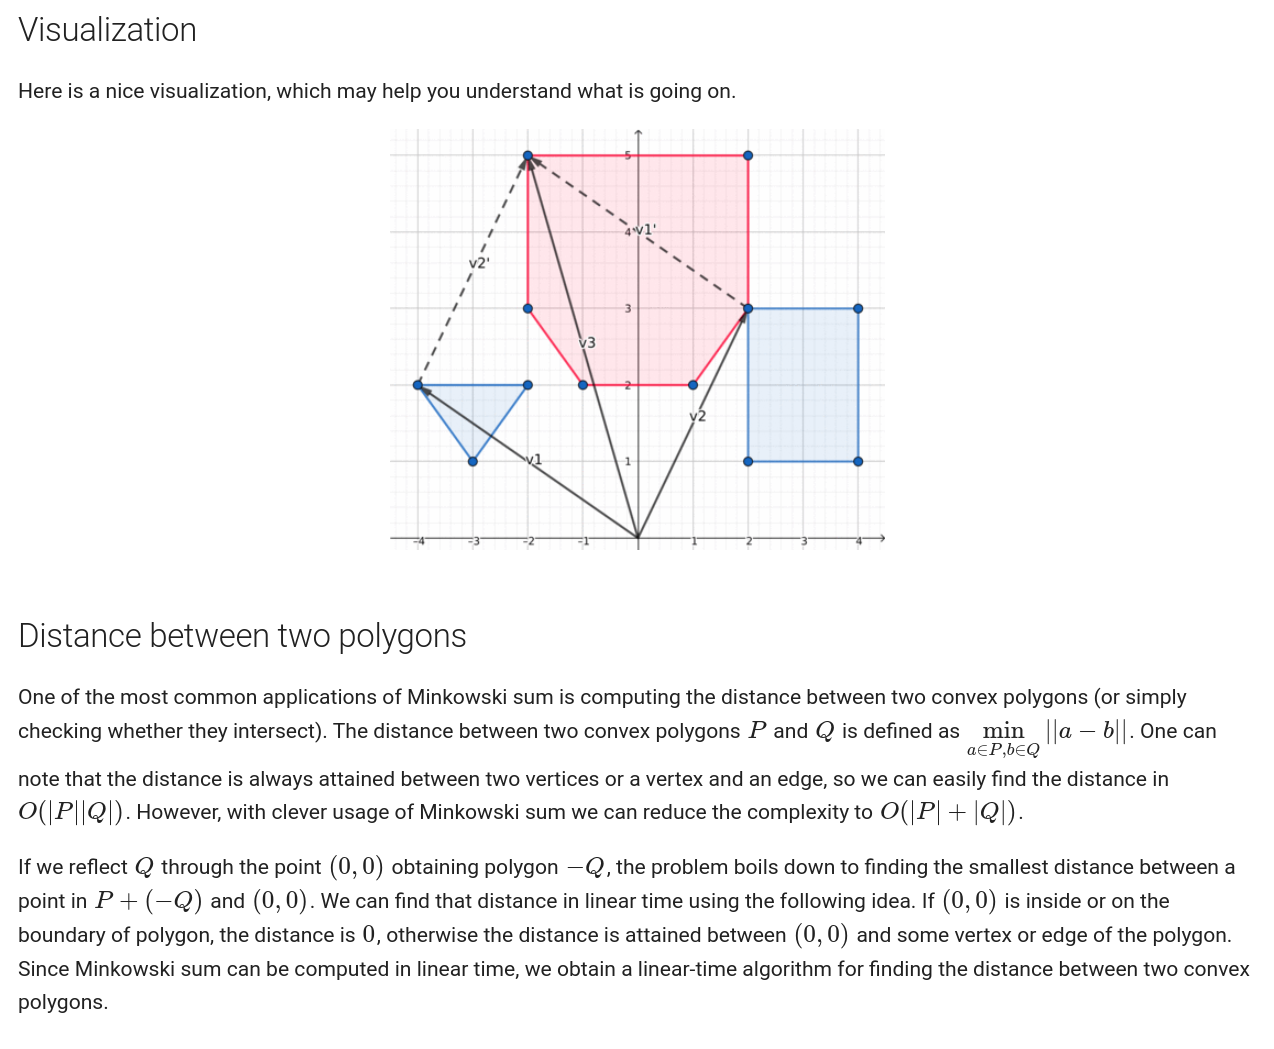 Visualization
Here is a nice visualization, which may help you understand what is going on.
5
4 v1'
v2'
3
v3
2
v2
v1
1
−4 −3 −2 −1 1 2 3 4
Distance between two polygons
One of the most common applications of Minkowski sum is computing the distance between two convex polygons (or simply
checking whether they intersect). The distance between two convex polygons P and Q is defined as min ||a − b||. One can
a∈P,b∈Q
note that the distance is always attained between two vertices or a vertex and an edge, so we can easily find the distance in
O(|P||Q|). However, with clever usage of Minkowski sum we can reduce the complexity to O(|P| + |Q|).
If we reflect Q through the point (0, 0) obtaining polygon −Q, the problem boils down to finding the smallest distance between a
point in P + (−Q) and (0, 0). We can find that distance in linear time using the following idea. If (0, 0) is inside or on the
boundary of polygon, the distance is 0, otherwise the distance is attained between (0, 0) and some vertex or edge of the polygon.
Since Minkowski sum can be computed in linear time, we obtain a linear-time algorithm for finding the distance between two convex
polygons.